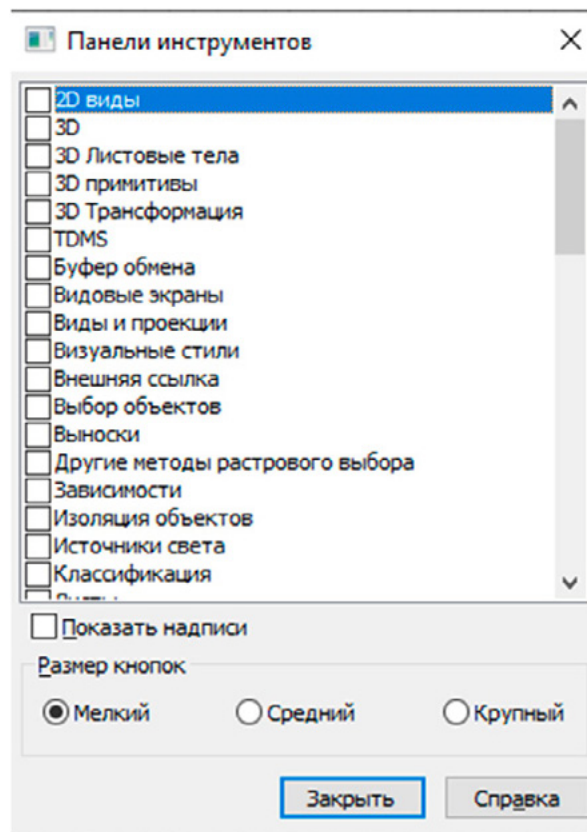 Панели инструментов
2D виды
3D
3D Листовые тела
3D примитивы
3D Трансформация
TDMS
Буфер обмена
Видовые экраны
Виды и проекции
Визуальные стили
Внешняя ссылка
Выбор объектов
Выноски
Другие методы растрового выбора
Зависимости
Изоляция объектов
Источники света
Классификация
Показать надписи
Размер кнопок
Мелкий Средний Крупный
Закрыть Справка